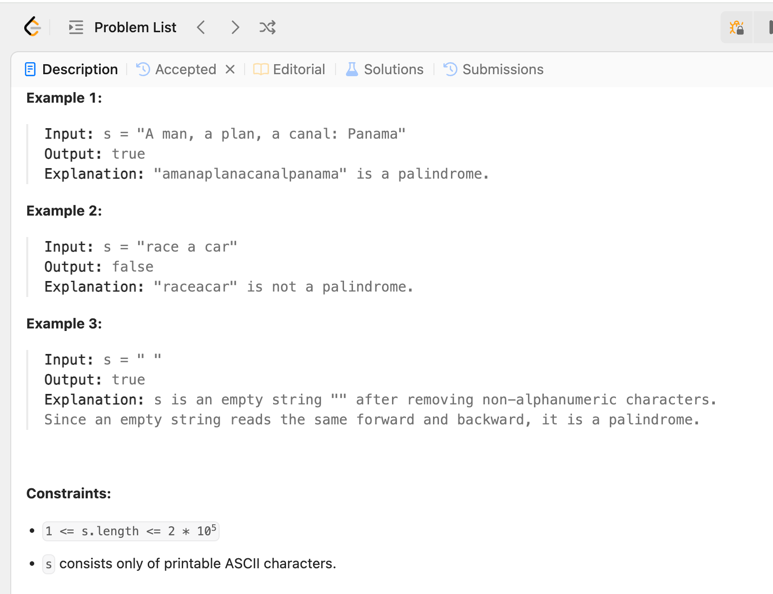 Problem List
Description Accepted Editorial Solutions Submissions
Example 1:
Input: s = "A man, a plan, a canal: Panama"
Output: true
Explanation: "amanaplanacanalpanama" is a palindrome.
Example 2:
Input: s = "race a car"
Output: false
Explanation: "raceacar" is not a palindrome.
Example 3:
Input: s = " "
Output: true
Explanation: s is an empty string "" after removing non-alphanumeric characters.
Since an empty string reads the same forward and backward, it is a palindrome.
Constraints:
• 1 <= s.length <= 2 * 10⁵
• s consists only of printable ASCII characters.